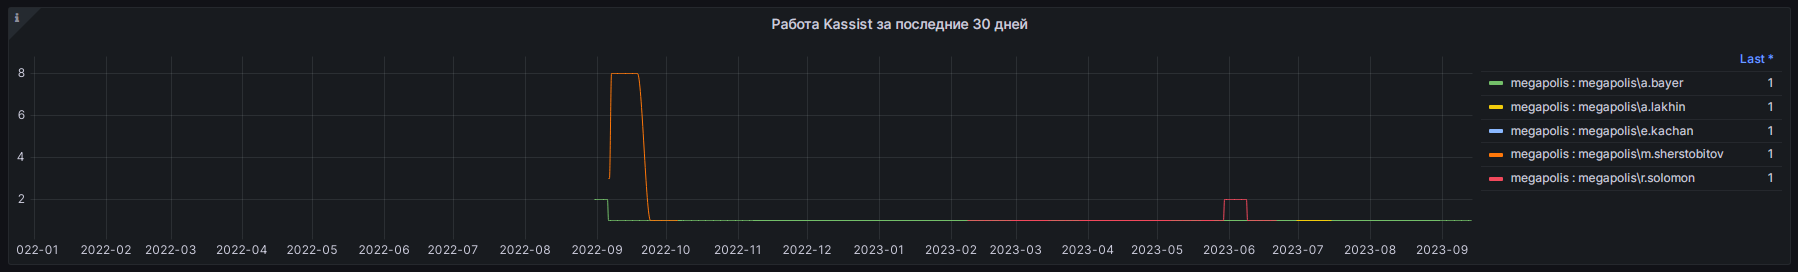 i
Работа Kassist за последние 30 дней
Last *
8
6
4
2
megapolis : megapolis\a.bayer 1
megapolis : megapolis\a.lakhin 1
megapolis : megapolis\e.kachan 1
megapolis : megapolis\m.sherstobitov 1
megapolis : megapolis\r.solomon 1
022-01 2022-02 2022-03 2022-04 2022-05 2022-06 2022-07 2022-08 2022-09 2022-10 2022-11 2022-12 2023-01 2023-02 2023-03 2023-04 2023-05 2023-06 2023-07 2023-08 2023-09